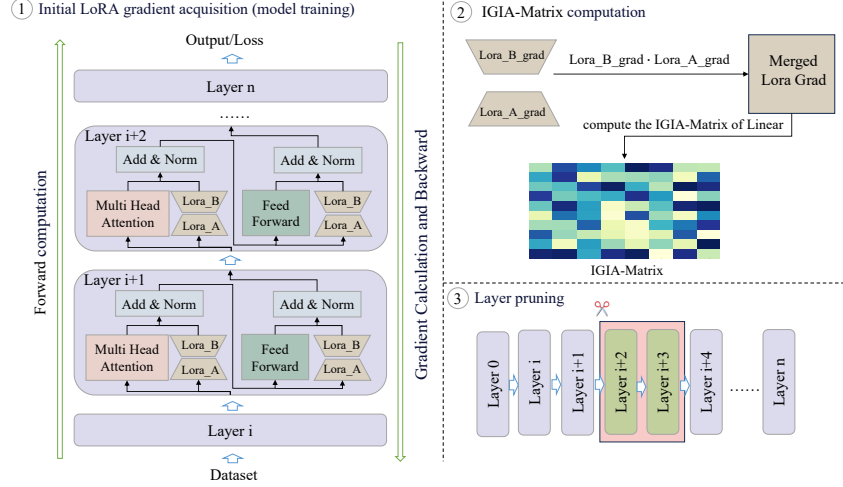 1 Initial LoRA gradient acquisition (model training)
Output/Loss
Layer n
......
Layer i+2
Add & Norm
Add & Norm
Multi Head
Attention
Lora_B
Lora_A
Feed
Forward
Lora_B
Lora_A
Layer i+1
Add & Norm
Add & Norm
Multi Head
Attention
Lora_B
Lora_A
Feed
Forward
Lora_B
Lora_A
Layer i
Dataset
Forward computation
Gradient Calculation and Backward
2 IGIA-Matrix computation
Lora_B_grad
Lora_A_grad
Lora_B_grad · Lora_A_grad
Merged
Lora Grad
compute the IGIA-Matrix of Linear
IGIA-Matrix
3 Layer pruning
Layer 0
Layer i
Layer i+1
Layer i+2
Layer i+3
Layer i+4
......
Layer n